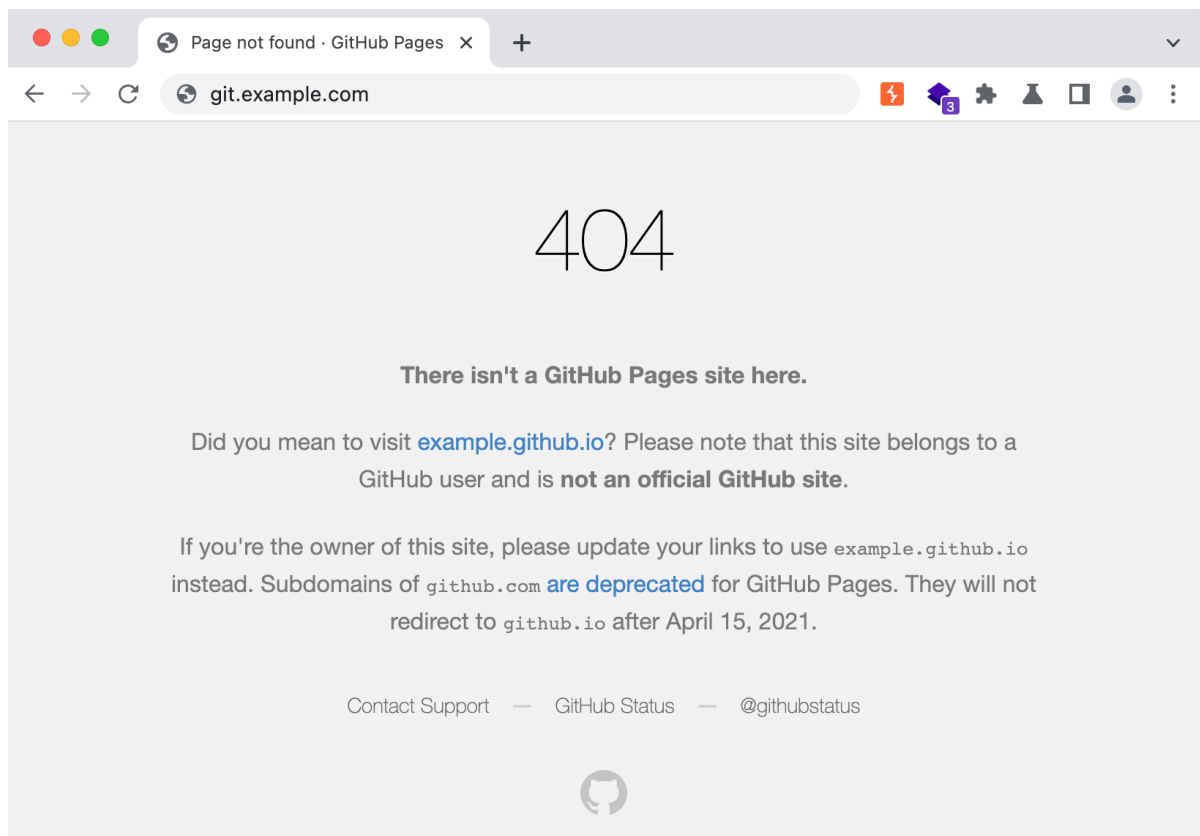 Page not found · GitHub Pages
git.example.com
3
404
There isn't a GitHub Pages site here.
Did you mean to visit example.github.io? Please note that this site belongs to a
GitHub user and is not an official GitHub site.
If you're the owner of this site, please update your links to use example.github.io
instead. Subdomains of github.com are deprecated for GitHub Pages. They will not
redirect to github.io after April 15, 2021.
Contact Support — GitHub Status — @githubstatus